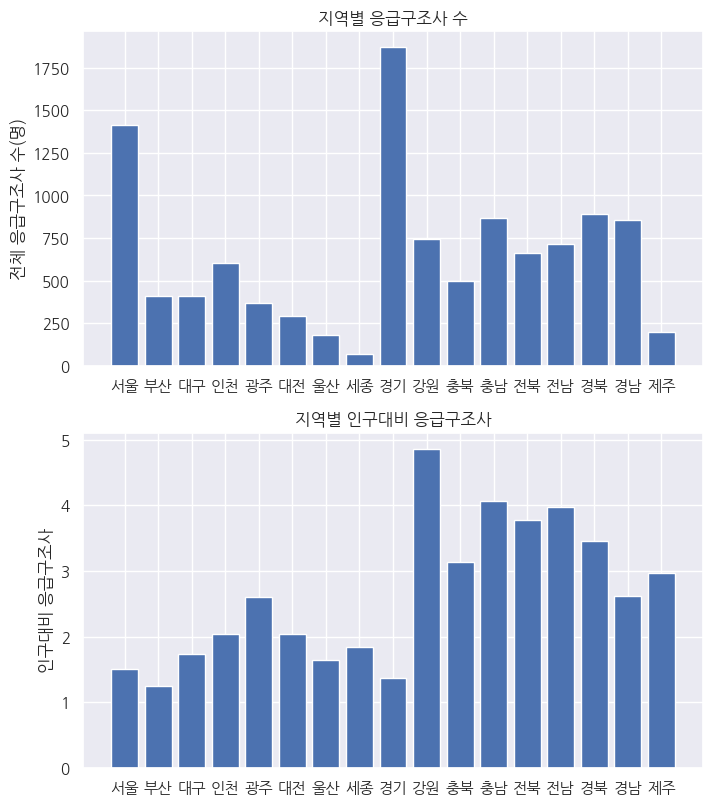 지역별 응급구조사 수
전체 응급구조사 수(명)
1750
1500
1250
1000
750
500
250
0
서울 부산 대구 인천 광주 대전 울산 세종 경기 강원 충북 충남 전북 전남 경북 경남 제주
지역별 인구대비 응급구조사
인구대비 응급구조사
5
4
3
2
1
0
서울 부산 대구 인천 광주 대전 울산 세종 경기 강원 충북 충남 전북 전남 경북 경남 제주